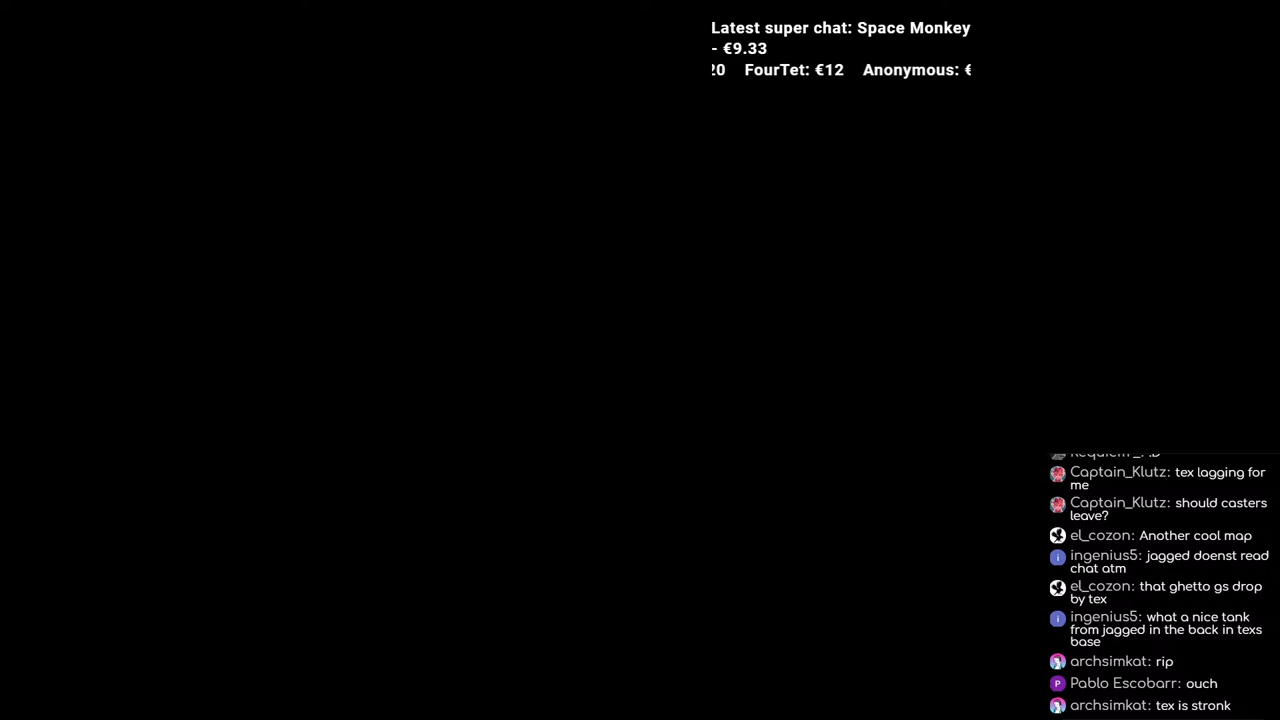 Latest super chat: Space Monkey
- €9.33
20 FourTet: €12 Anonymous: €
Captain_Klutz: tex lagging for
me
Captain_Klutz: should casters
leave?
el_cozon: Another cool map
ingenius5: jagged doenst read
chat atm
el_cozon: that ghetto gs drop
by tex
ingenius5: what a nice tank
from jagged in the back in texs
base
archsimkat: rip
Pablo Escobarr: ouch
archsimkat: tex is stronk